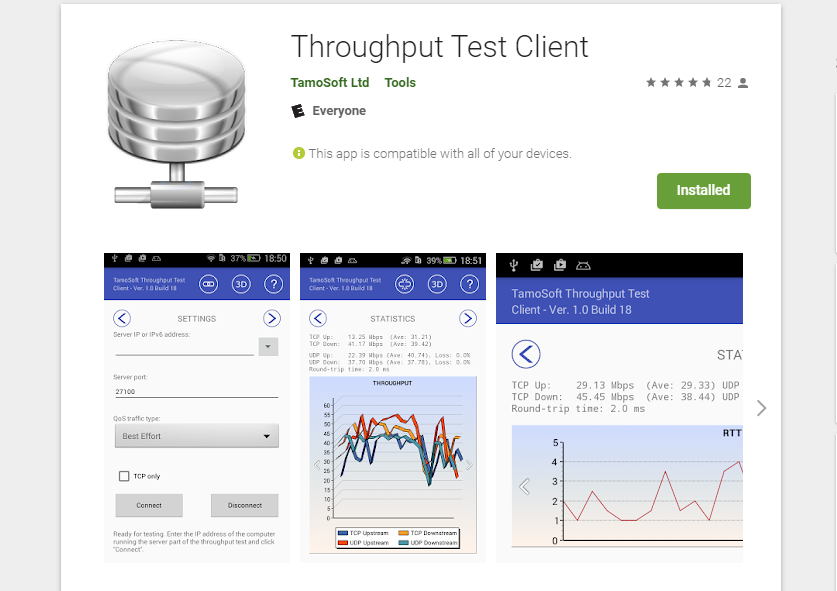 Throughput Test Client
TamoSoft Ltd Tools
22
Everyone
This app is compatible with all of your devices.
Installed
37% 18:50
TamoSoft Throughput Test
Client - Ver. 1.0 Build 18
3D ?
SETTINGS
Server IP or IPv6 address:
Server port:
27100
QoS traffic type:
Best Effort
TCP only
Connect Disconnect
Ready for testing. Enter the IP address of the computer
running the server part of the throughput test and click
"Connect".
39% 18:51
TamoSoft Throughput Test
Client - Ver. 1.0 Build 18
3D ?
STATISTICS
TCP Up: 13.25 Mbps (Ave: 31.21)
TCP Down: 41.17 Mbps (Ave: 39.42)
UDP Up: 22.39 Mbps (Ave: 40.74), Loss: 0.0%
UDP Down: 37.70 Mbps (Ave: 37.78), Loss: 0.0%
Round-trip time: 2.0 ms
THROUGHPUT
60
55
50
45
40
35
30
25
20
15
10
5
0
TCP Upstream TCP Downstream
UDP Upstream UDP Downstream
TamoSoft Throughput Test
Client - Ver. 1.0 Build 18
STA
TCP Up: 29.13 Mbps (Ave: 29.33) UDP
TCP Down: 45.45 Mbps (Ave: 38.44) UDP
Round-trip time: 2.0 ms
RTT
5
4
3
2
1
0